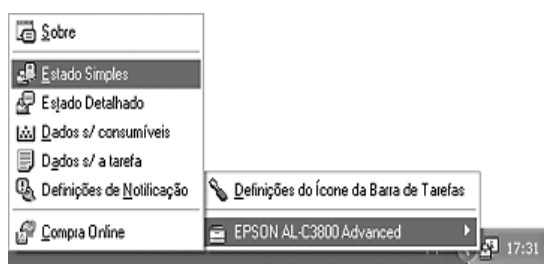 Sobre
Estado Simples
Estado Detalhado
Dados s/ consumíveis
Dados s/ a tarefa
Definições de Notificação
Compra Online
Definições do Ícone da Barra de Tarefas
EPSON AL-C3800 Advanced
17:31